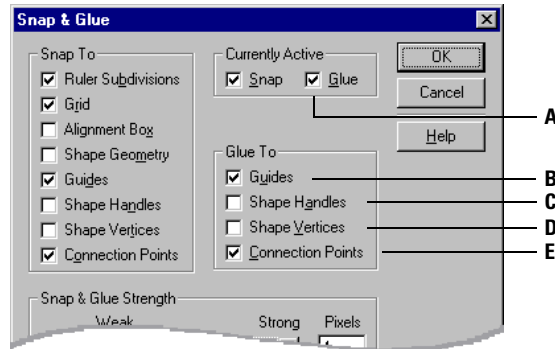 Snap & Glue
Snap To
Ruler Subdivisions
Grid
Alignment Box
Shape Geometry
Guides
Shape Handles
Shape Vertices
Connection Points
Currently Active
Snap Glue
Glue To
Guides
Shape Handles
Shape Vertices
Connection Points
OK
Cancel
Help
A
B
C
D
E
Snap & Glue Strength
Weak Strong Pixels